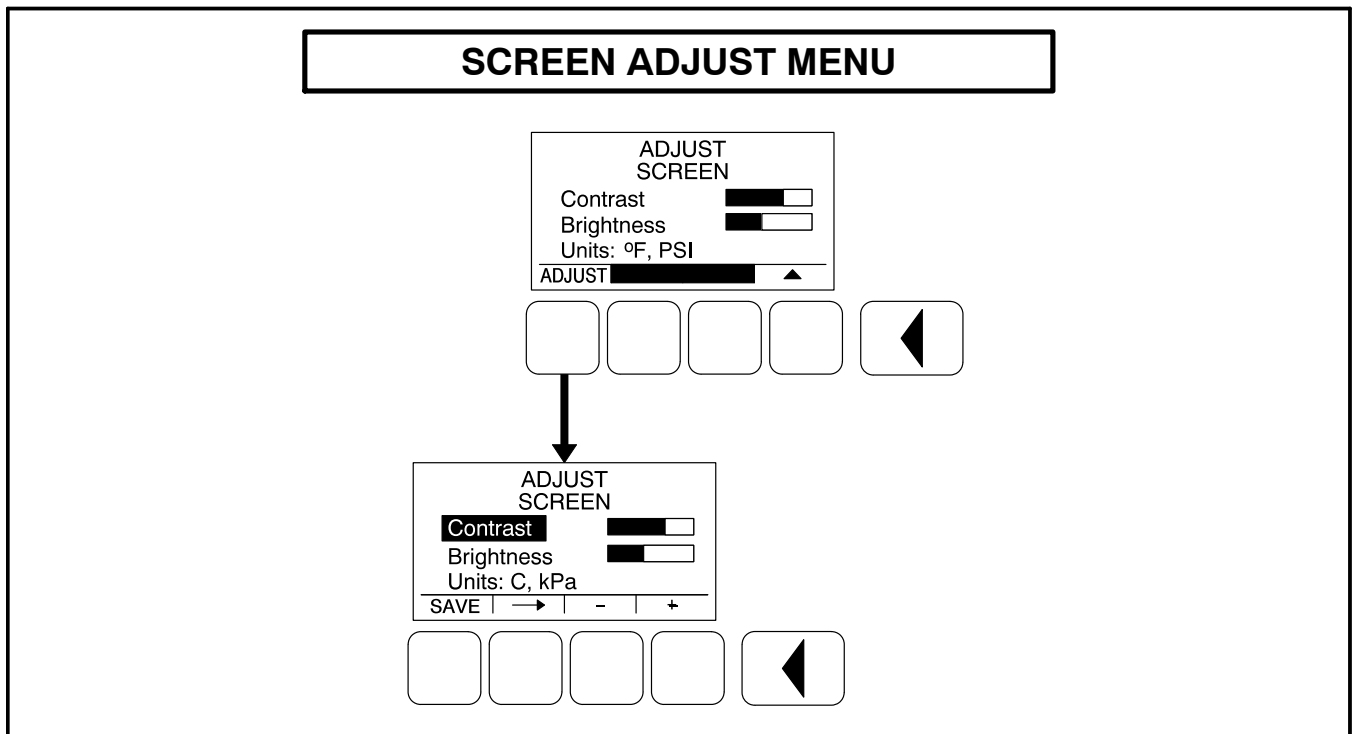 SCREEN ADJUST MENU
ADJUST
SCREEN
Contrast
Brightness
Units: ºF, PSI
ADJUST
ADJUST
SCREEN
Contrast
Brightness
Units: C, kPa
SAVE → - +